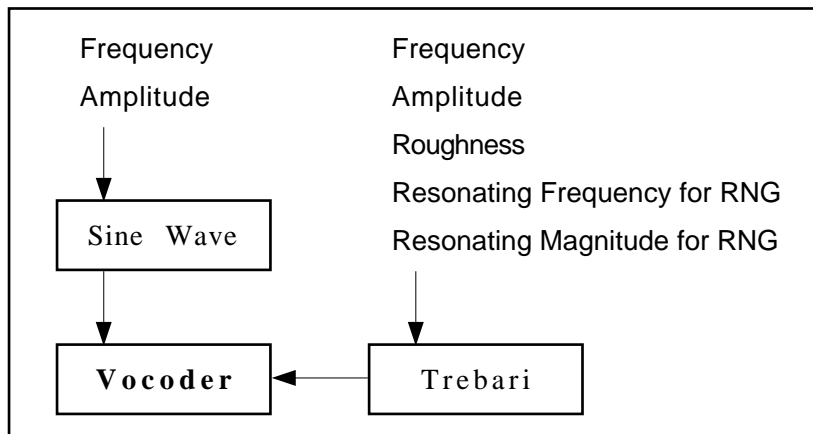 Frequency
Amplitude
Sine Wave
Frequency
Amplitude
Roughness
Resonating Frequency for RNG
Resonating Magnitude for RNG
Vocoder
Trebari